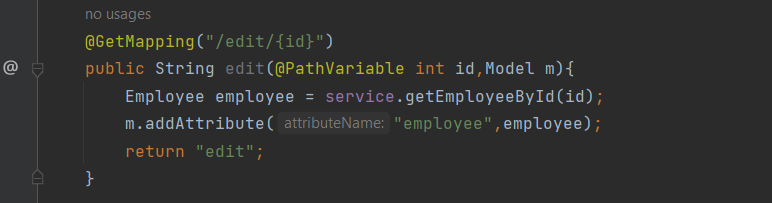 no usages
@GetMapping("/edit/{id}")
@
public String edit(@PathVariable int id,Model m){
Employee employee = service.getEmployeeById(id);
m.addAttribute( attributeName: "employee",employee);
return "edit";
}